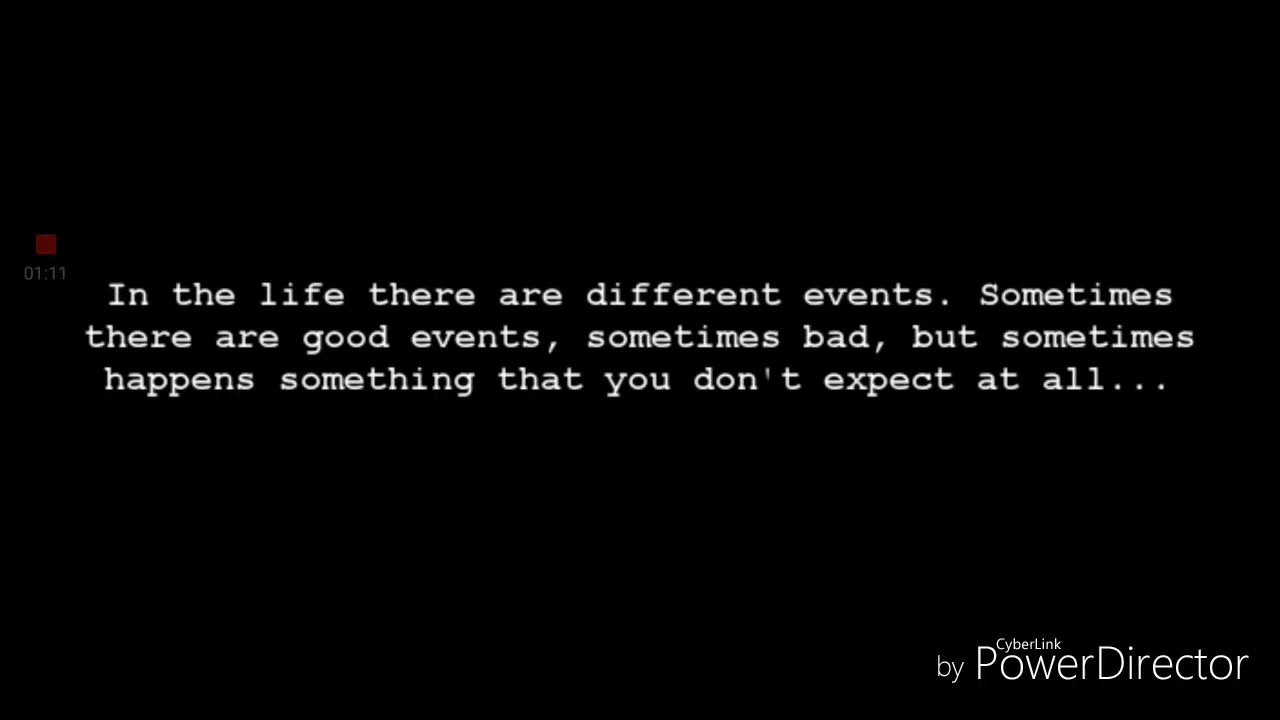 01:11
In the life there are different events. Sometimes
there are good events, sometimes bad, but sometimes
happens something that you don't expect at all...
CyberLink
by PowerDirector